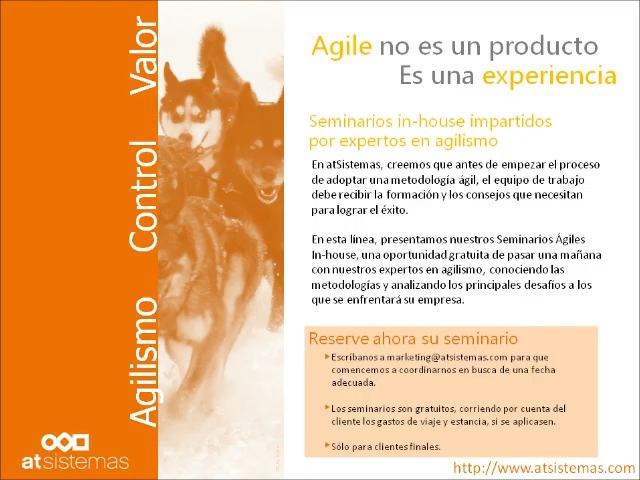 Agilismo Control Valor
Agile no es un producto
Es una experiencia
Seminarios in-house impartidos
por expertos en agilismo
En atSistemas, creemos que antes de empezar el proceso
de adoptar una metodología ágil, el equipo de trabajo
debe recibir la formación y los consejos que necesitan
para lograr el éxito.
En esta línea, presentamos nuestros Seminarios Ágiles
In-house, una oportunidad gratuita de pasar una mañana
con nuestros expertos en agilismo, conociendo las
metodologías y analizando los principales desafíos a los
que se enfrentará su empresa.
Reserve ahora su seminario
Escríbanos a marketing@atsistemas.com para que
comencemos a coordinarnos en busca de una fecha
adecuada.
Los seminarios son gratuitos, corriendo por cuenta del
cliente los gastos de viaje y estancia, si se aplicasen.
Sólo para clientes finales.
atsistemas
http://www.atsistemas.com